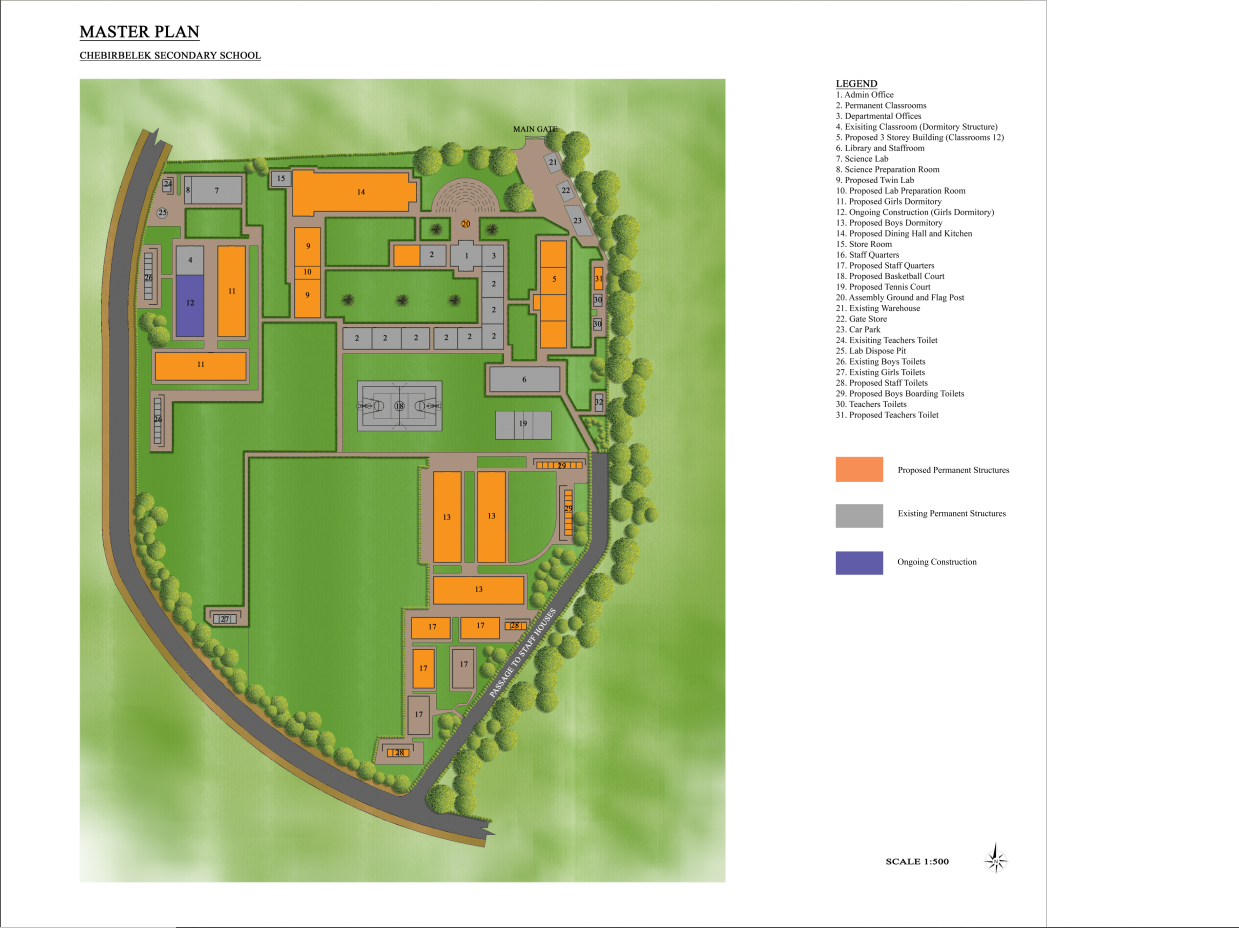 MASTER PLAN
CHEBIRBELEK SECONDARY SCHOOL
LEGEND
1. Admin Office
2. Permanent Classrooms
3. Departmental Offices
4. Exisiting Classroom (Dormitory Structure)
5. Proposed 3 Storey Building (Classrooms 12)
6. Library and Staffroom
7. Science Lab
8. Science Preparation Room
9. Proposed Twin Lab
10. Proposed Lab Preparation Room
11. Proposed Girls Dormitory
12. Ongoing Construction (Girls Dormitory)
13. Proposed Boys Dormitory
14. Proposed Dining Hall and Kitchen
15. Store Room
16. Staff Quarters
17. Proposed Staff Quarters
18. Proposed Basketball Court
19. Proposed Tennis Court
20. Assembly Ground and Flag Post
21. Existing Warehouse
22. Gate Store
23. Car Park
24. Exisiting Teachers Toilet
25. Lab Dispose Pit
26. Existing Boys Toilets
27. Existing Girls Toilets
28. Proposed Staff Toilets
29. Proposed Boys Boarding Toilets
30. Teachers Toilets
31. Proposed Teachers Toilet
Proposed Permanent Structures
Existing Permanent Structures
Ongoing Construction
SCALE 1:500
N
MAIN GATE
21
22
23
24
8
7
15
14
25
20
9
10
9
2
1
3
4
26
12
11
5
31
30
30
2
2
2
2
2
2
2
2
2
11
6
26
18
19
32
29
13
13
29
13
27
17
17
28
17
17
17
28
PASSAGE TO STAFF HOUSES